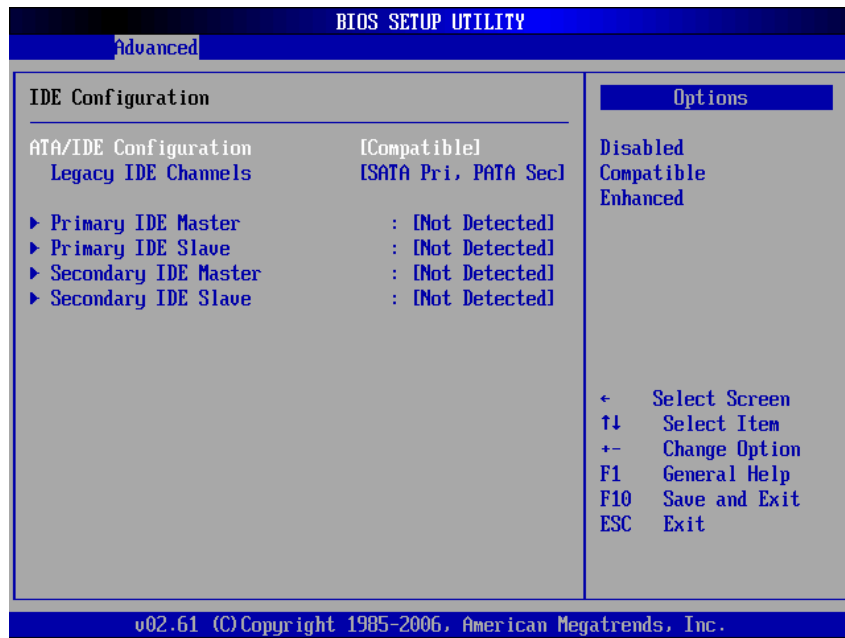 BIOS SETUP UTILITY
Advanced
IDE Configuration
ATA/IDE Configuration [Compatible]
Legacy IDE Channels [SATA Pri, PATA Sec]
▶ Primary IDE Master : [Not Detected]
▶ Primary IDE Slave : [Not Detected]
▶ Secondary IDE Master : [Not Detected]
▶ Secondary IDE Slave : [Not Detected]
Options
Disabled
Compatible
Enhanced
← Select Screen
↑↓ Select Item
+- Change Option
F1 General Help
F10 Save and Exit
ESC Exit
v02.61 (C)Copyright 1985-2006, American Megatrends, Inc.